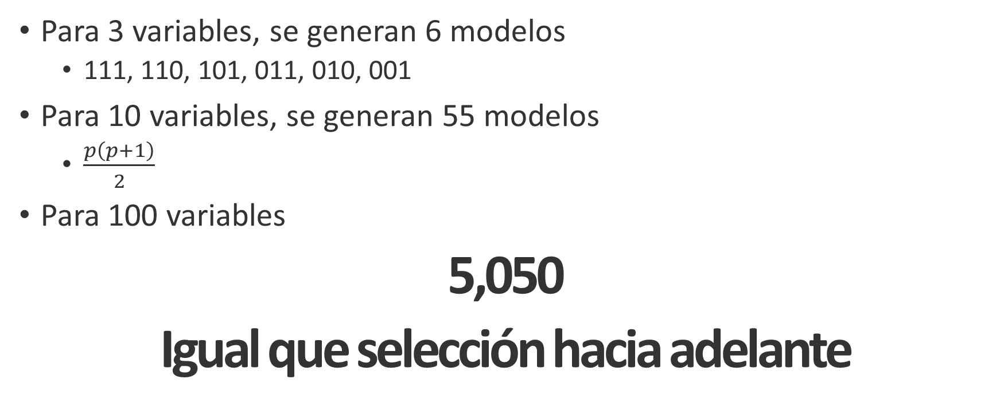 • Para 3 variables, se generan 6 modelos
• 111, 110, 101, 011, 010, 001
• Para 10 variables, se generan 55 modelos
• p(p+1)
2
• Para 100 variables
5,050
Igual que selección hacia adelante